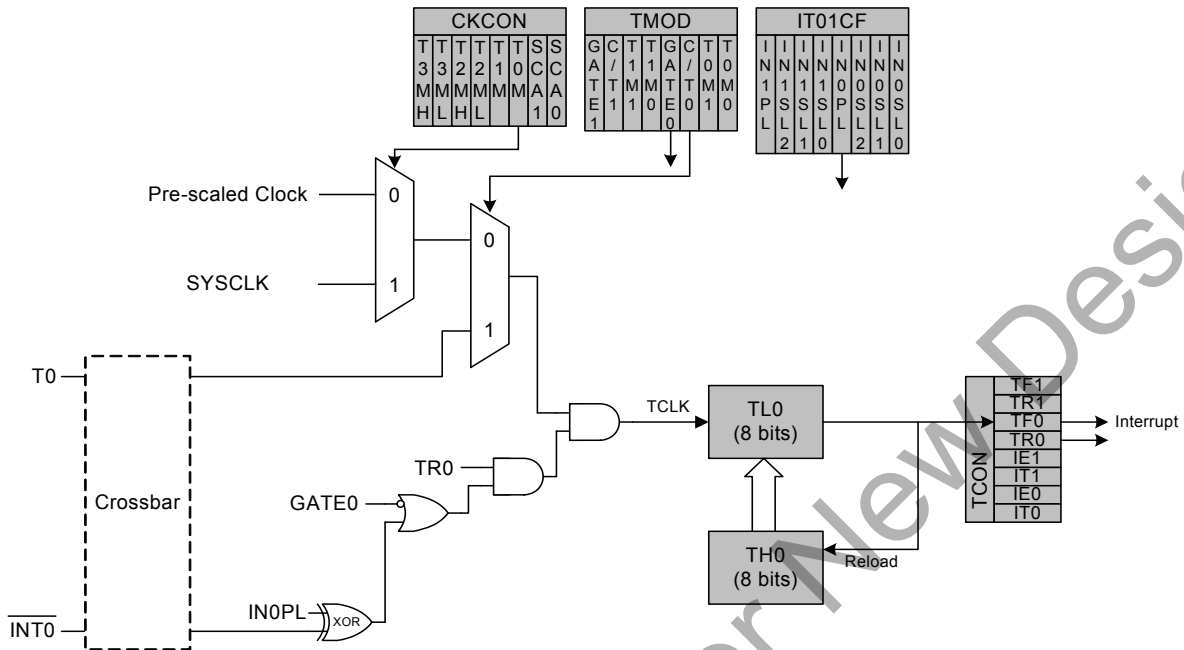 CKCON
T3MH T3ML T2MH T2ML T1M T0M SCA1 SCA0
TMOD
GATE1 C/T1 T1M1 T1M0 GATE0 C/T0 T0M1 T0M0
IT01CF
IN1PL IN1SL2 IN1SL1 IN1SL0 IN0PL IN0SL2 IN0SL1 IN0SL0
Pre-scaled Clock
0
SYSCLK
1
0
1
T0
Crossbar
INT0
TR0
GATE0
IN0PL
XOR
TCLK
TL0
(8 bits)
TH0
(8 bits)
Reload
TCON
TF1
TR1
TF0
TR0
IE1
IT1
IE0
IT0
Interrupt
New